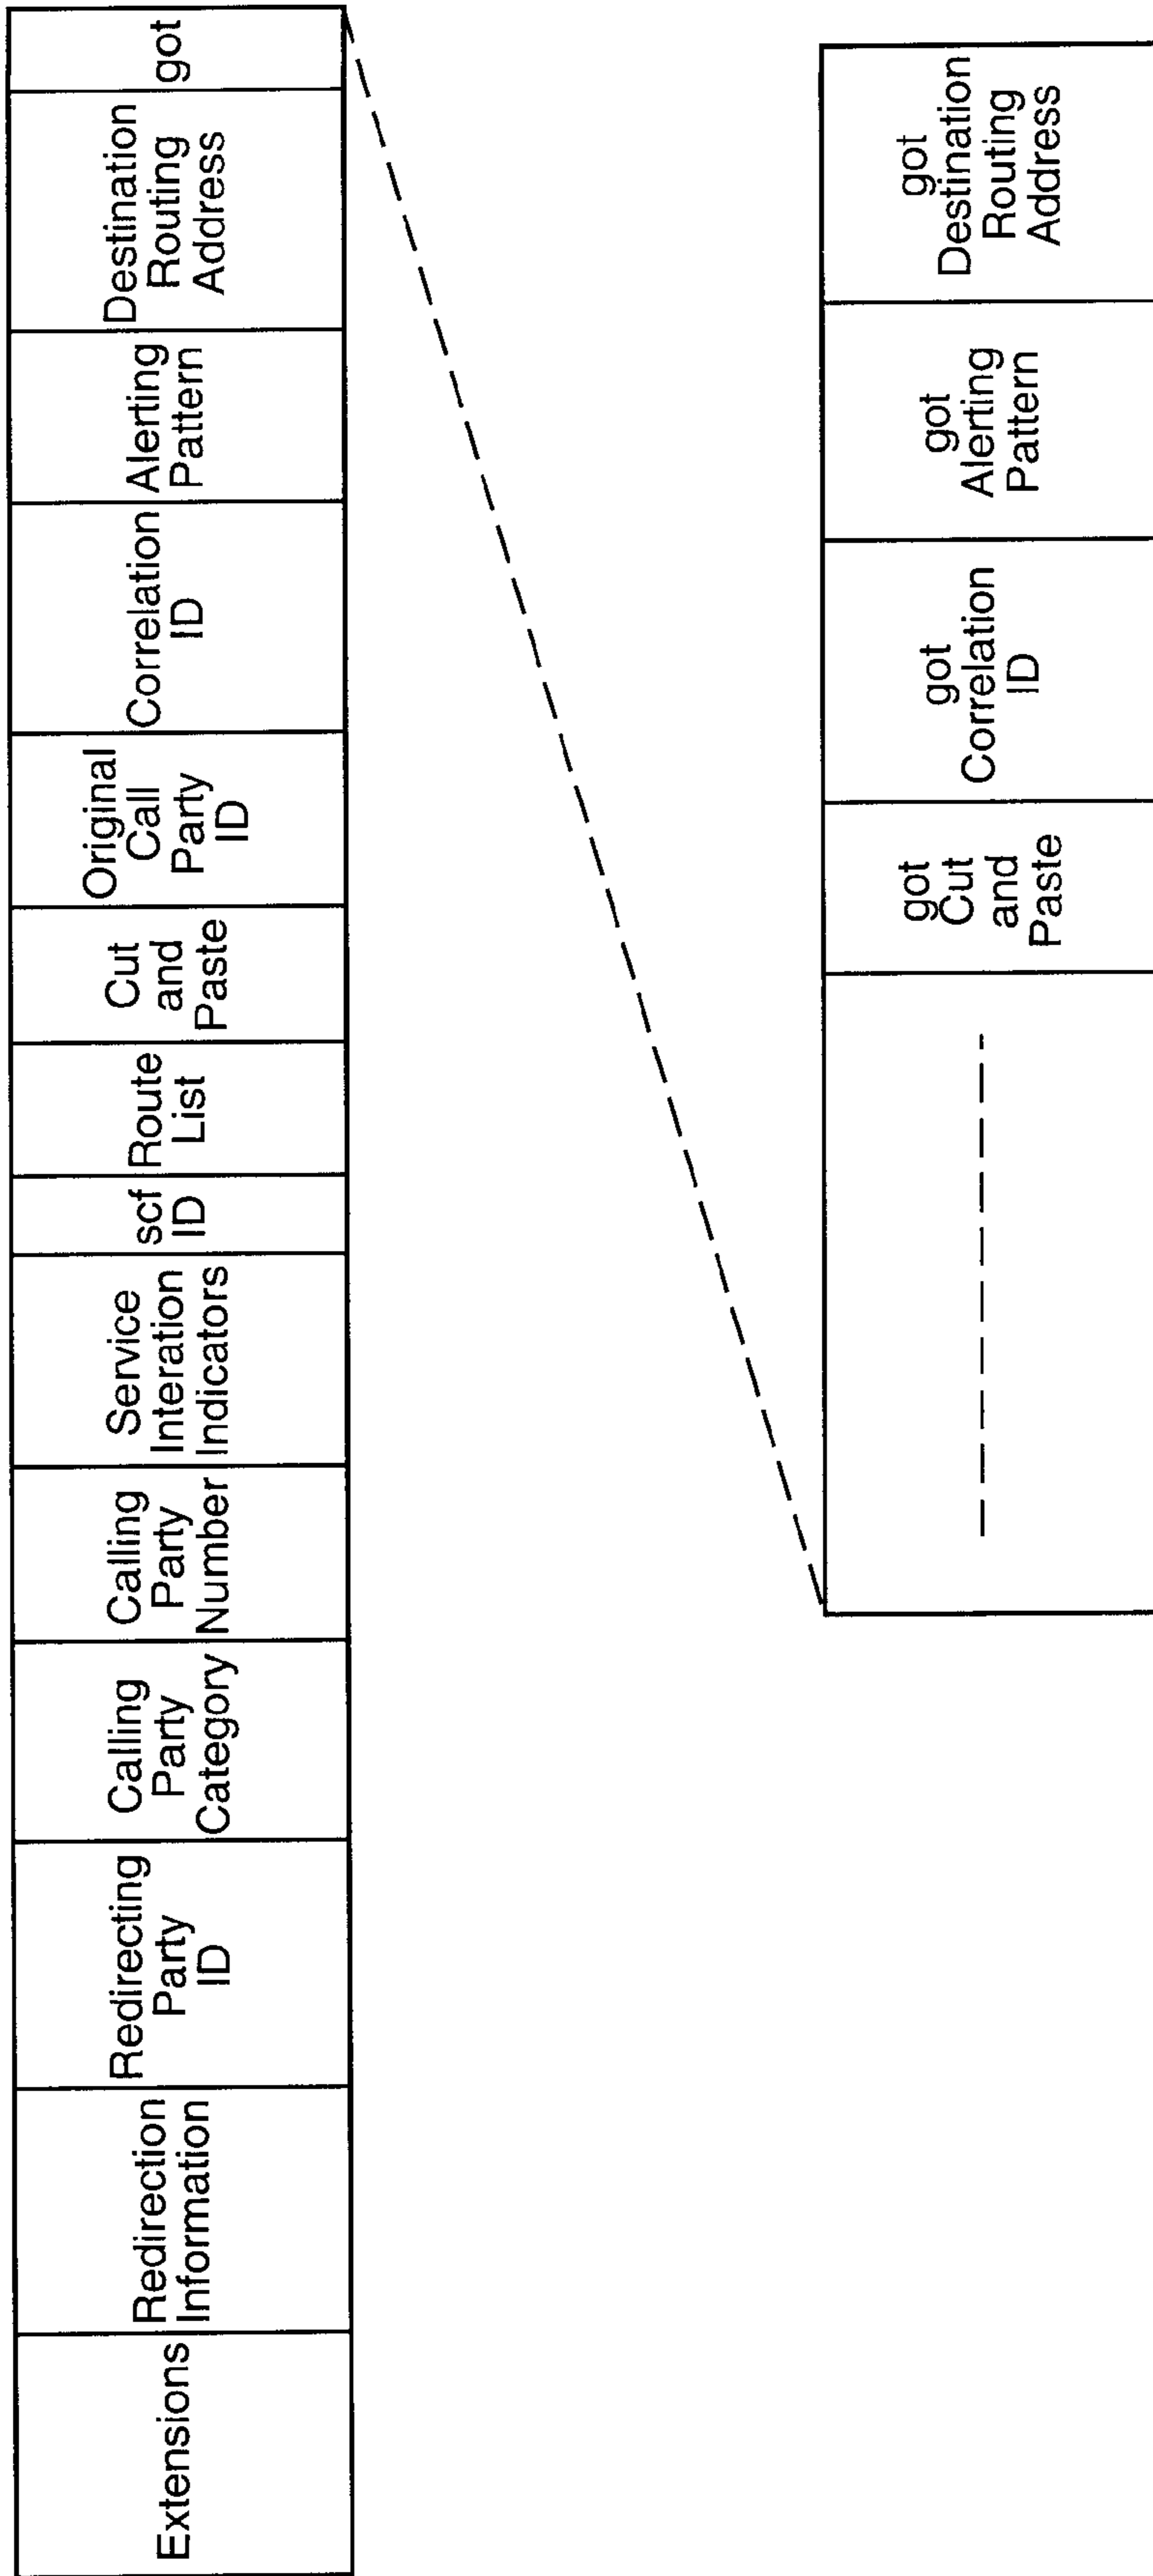 Extensions
Redirection
Information
Redirecting
Party
ID
Calling
Party
Category
Calling
Party
Number
Service
Interation
Indicators
scf
ID
Route
List
Cut
and
Paste
Original
Call
Party
ID
Correlation
ID
Alerting
Pattern
Destination
Routing
Address
got
got
Cut
and
Paste
got
Correlation
ID
got
Alerting
Pattern
got
Destination
Routing
Address